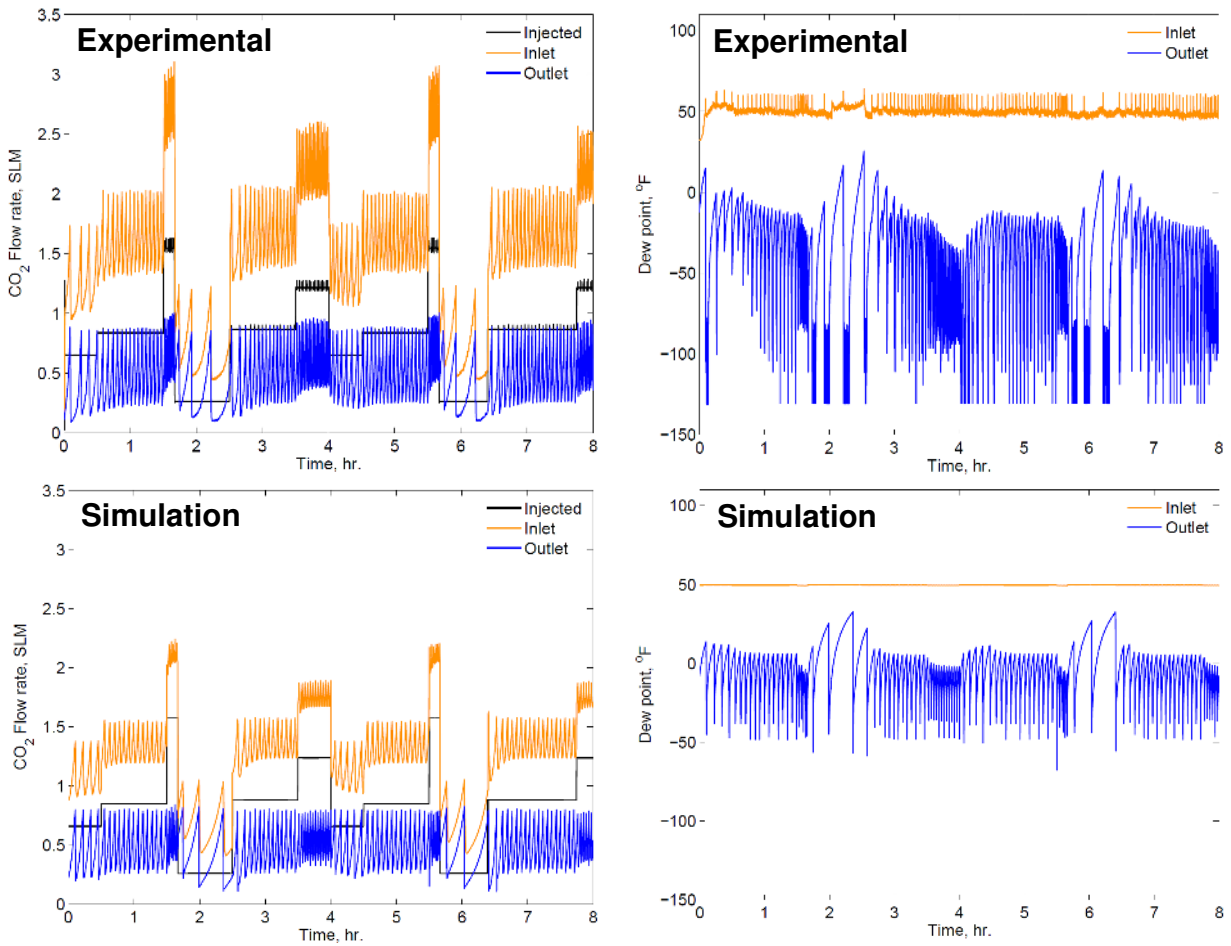 Experimental
Injected
Inlet
Outlet
3.5
3
2.5
2
1.5
1
0.5
0
CO2 Flow rate, SLM
0 1 2 3 4 5 6 7 8
Time, hr.
Experimental
Inlet
Outlet
100
50
0
−50
−100
−150
Dew point, °F
0 1 2 3 4 5 6 7 8
Time, hr.
Simulation
Injected
Inlet
Outlet
3.5
3
2.5
2
1.5
1
0.5
0
CO2 Flow rate, SLM
0 1 2 3 4 5 6 7 8
Time, hr.
Simulation
Inlet
Outlet
100
50
0
−50
−100
−150
Dew point, °F
0 1 2 3 4 5 6 7 8
Time, hr.